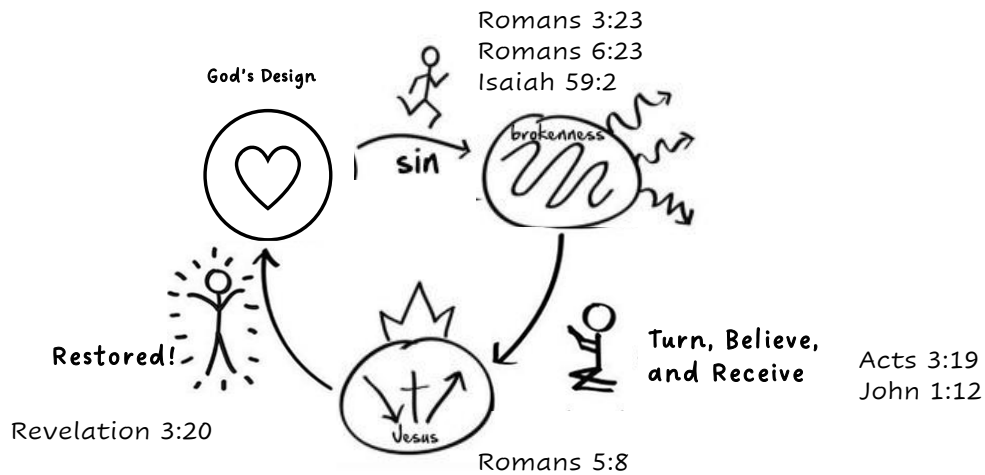 Romans 3:23
Romans 6:23
Isaiah 59:2
God's Design
brokenness
sin
Turn, Believe,
and Receive
Acts 3:19
John 1:12
Restored!
Revelation 3:20
Jesus
Romans 5:8